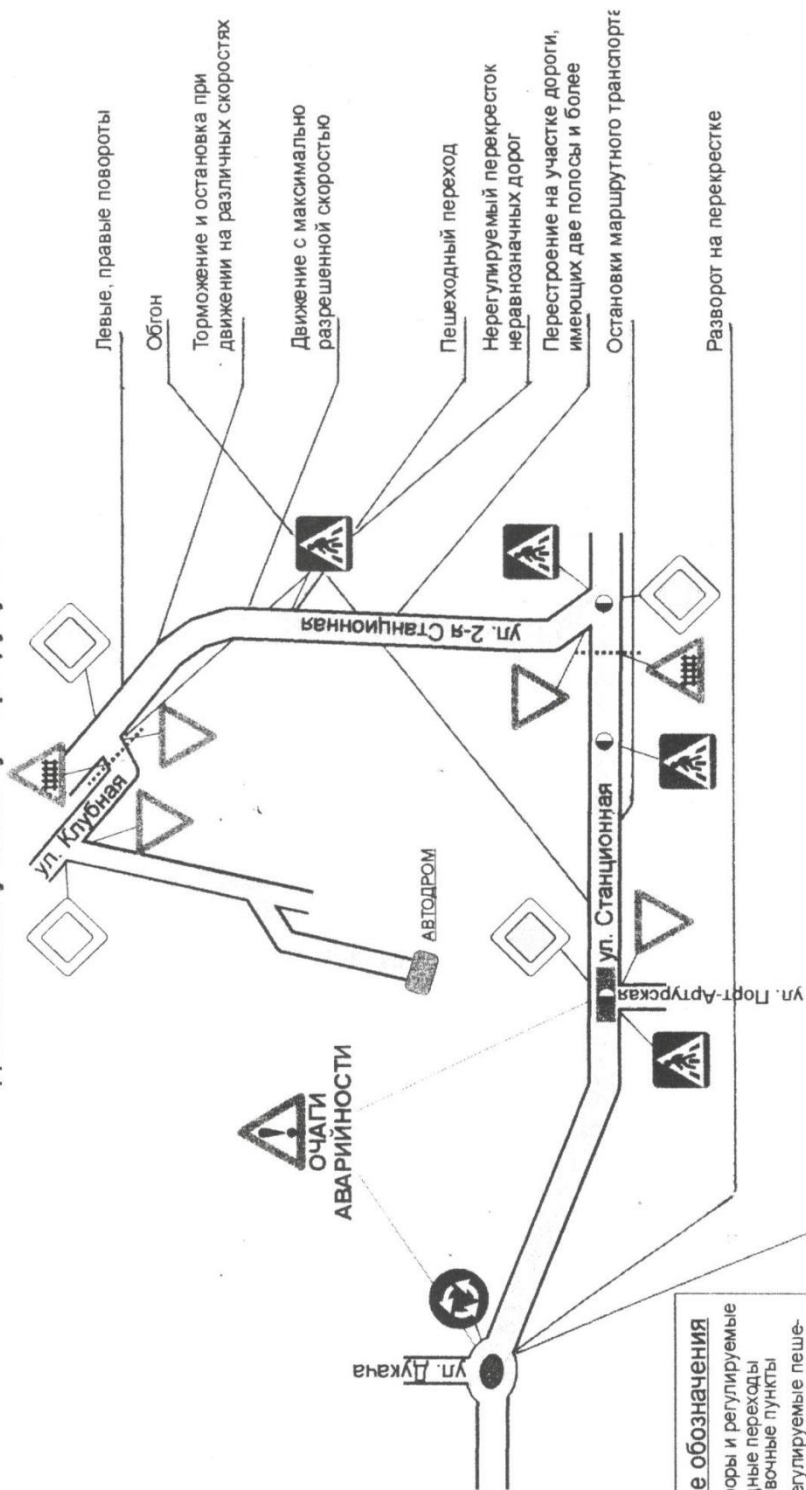 Левые, правые повороты
Обгон
Торможение и остановка при
движении на различных скоростях
Движение с максимально
разрешенной скоростью
Пешеходный переход
Нерегулируемый перекресток
неравнозначных дорог
Перестроение на участке дороги,
имеющих две полосы и более
Остановки маршрутного транспорта
Разворот на перекрестке
ул. Клубная
ул. 2-я Станционная
АВТОДРОМ
ул. Станционная
ул. Порт-Артурская
ОЧАГИ
АВАРИЙНОСТИ
ул. Дукача
е обозначения
оры и регулируемые
дные переходы
вочные пункты
егулируемые пеше-